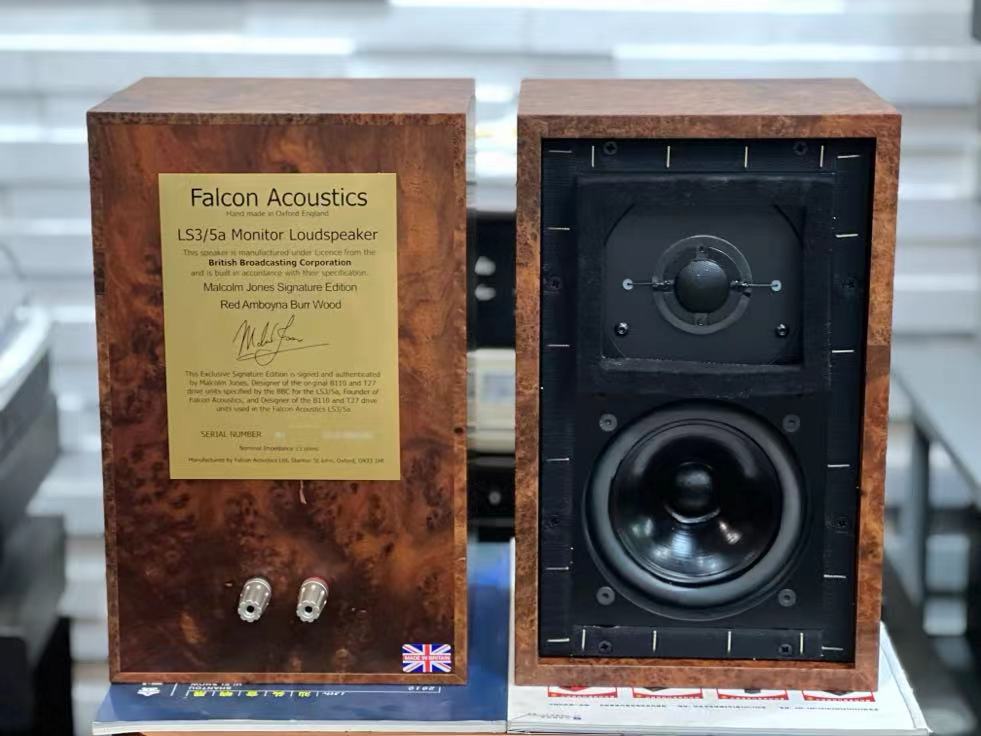 Falcon Acoustics
Hand made in Oxford England
LS3/5a Monitor Loudspeaker
This speaker is manufactured under Licence from the
British Broadcasting Corporation
and is built in accordance with their specification.
Malcolm Jones Signature Edition
Red Amboyna Burr Wood
This Exclusive Signature Edition is signed and authenticated
by Malcolm Jones, Designer of the original B110 and T27
drive units specified by the BBC for the LS3/5a, Founder of
Falcon Acoustics, and Designer of the B110 and T27 drive
units used in the Falcon Acoustics LS3/5a
SERIAL NUMBER
Nominal Impedance 15 ohms
Manufactured by Falcon Acoustics Ltd, Stanton St John, Oxford,
MADE IN BRITAIN
SHANTOU